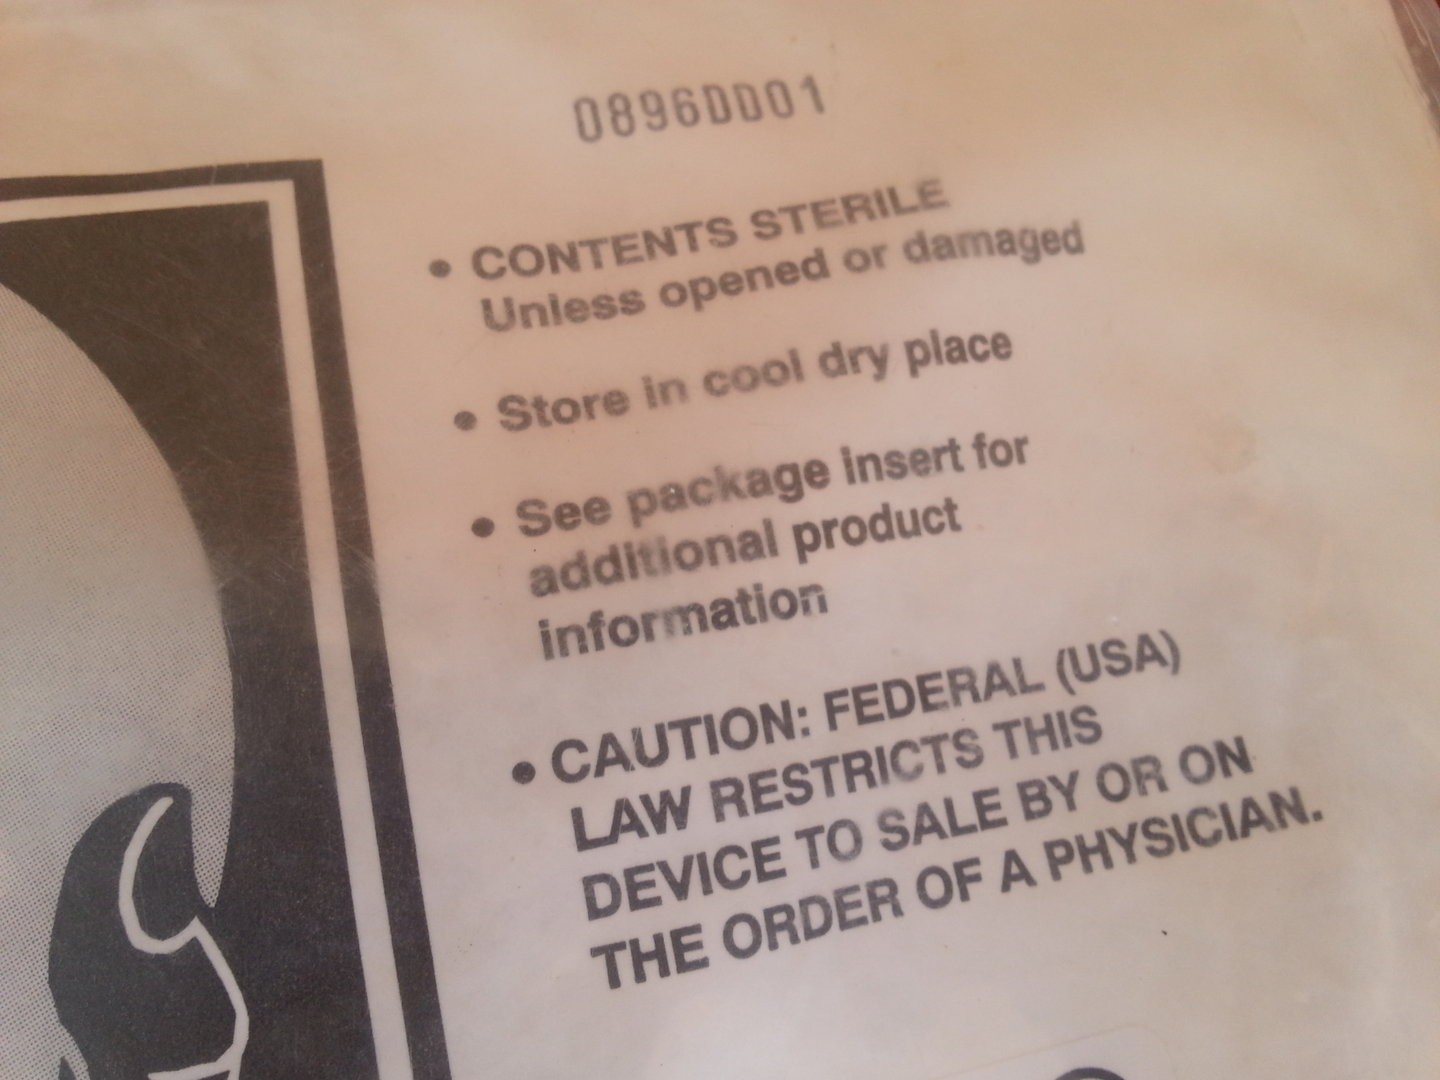 0896DD01
• CONTENTS STERILE
Unless opened or damaged
• Store in cool dry place
• See package insert for
additional product
information
• CAUTION: FEDERAL (USA)
LAW RESTRICTS THIS
DEVICE TO SALE BY OR ON
THE ORDER OF A PHYSICIAN.